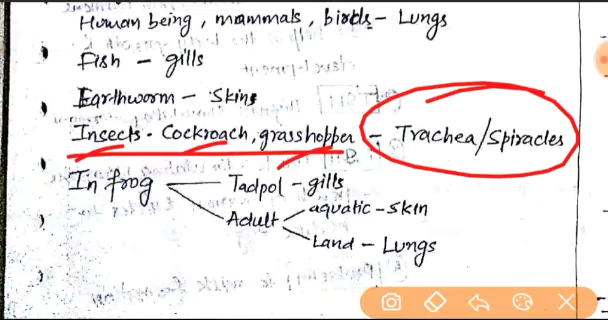 Human being, mammals, birds - Lungs
Fish - gills
Earthworm - Skins
Insects - Cockroach, grasshopper - Trachea/Spiracles
In frog
Tadpol - gills
Adult
aquatic - Skin
Land - Lungs